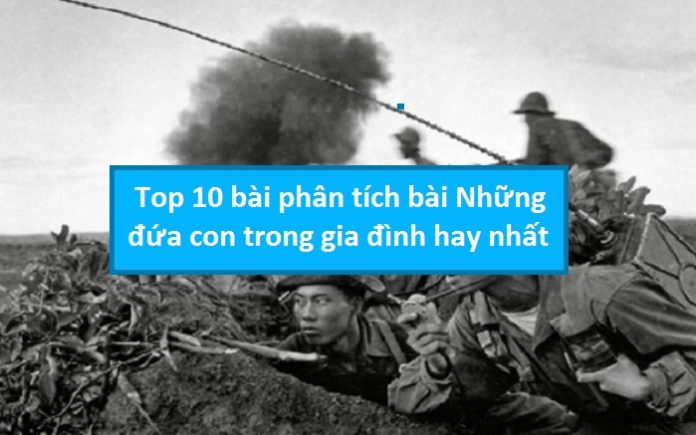 Top 10 bài phân tích bài Những
đứa con trong gia đình hay nhất